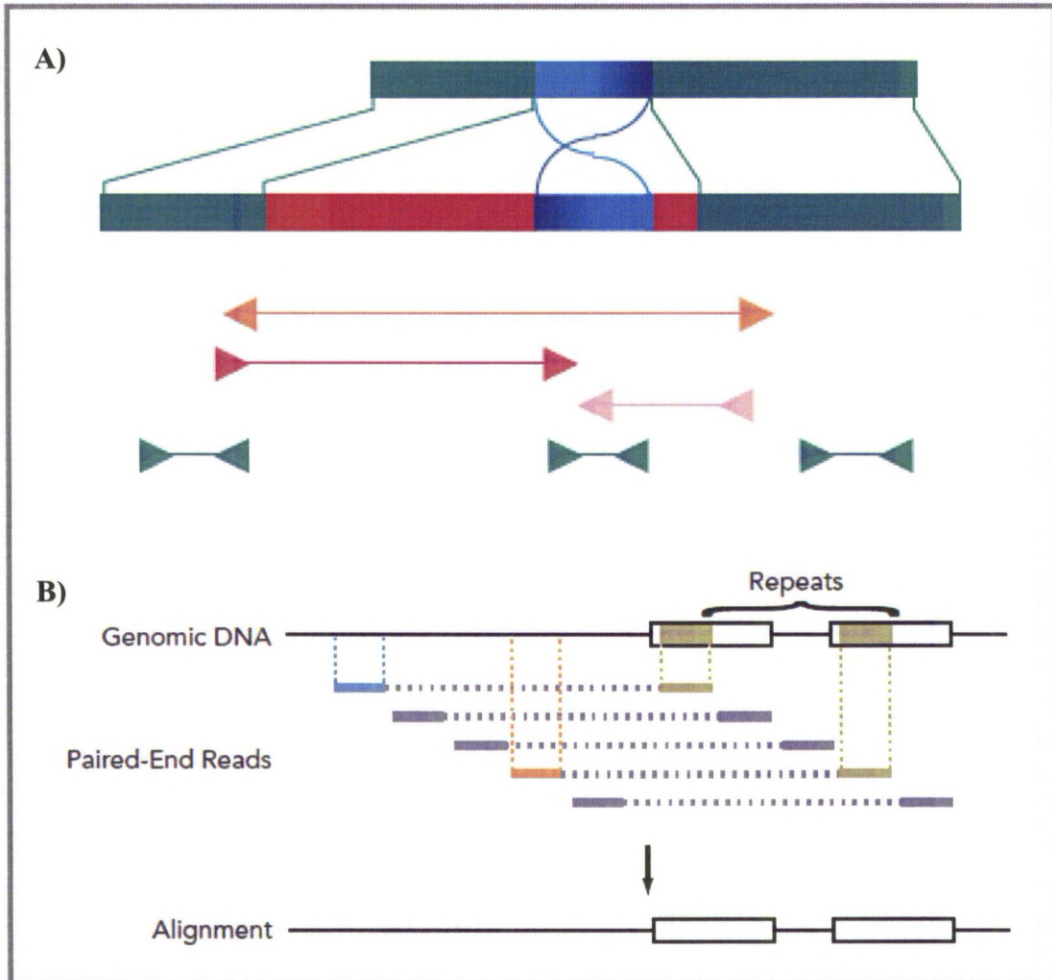 A)
B)
Repeats
Genomic DNA
Paired-End Reads
Alignment